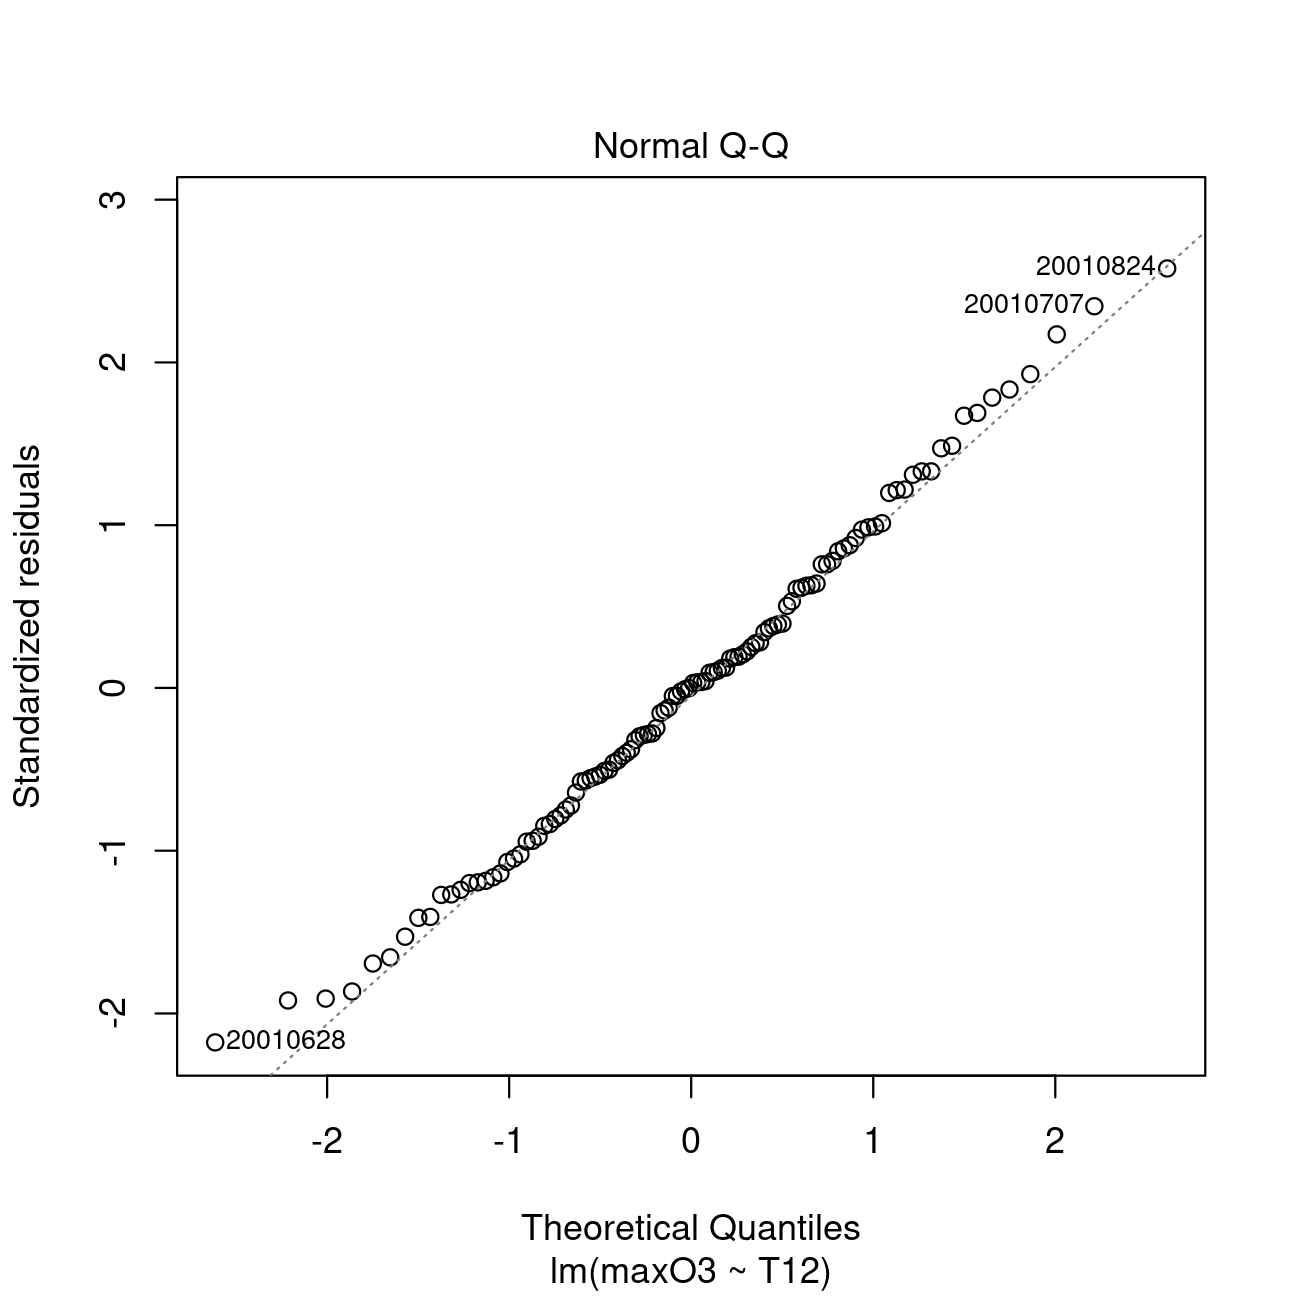 Normal Q-Q
3
2
1
0
-1
-2
Standardized residuals
20010824
20010707
20010628
-2 -1 0 1 2
Theoretical Quantiles
lm(maxO3 ~ T12)